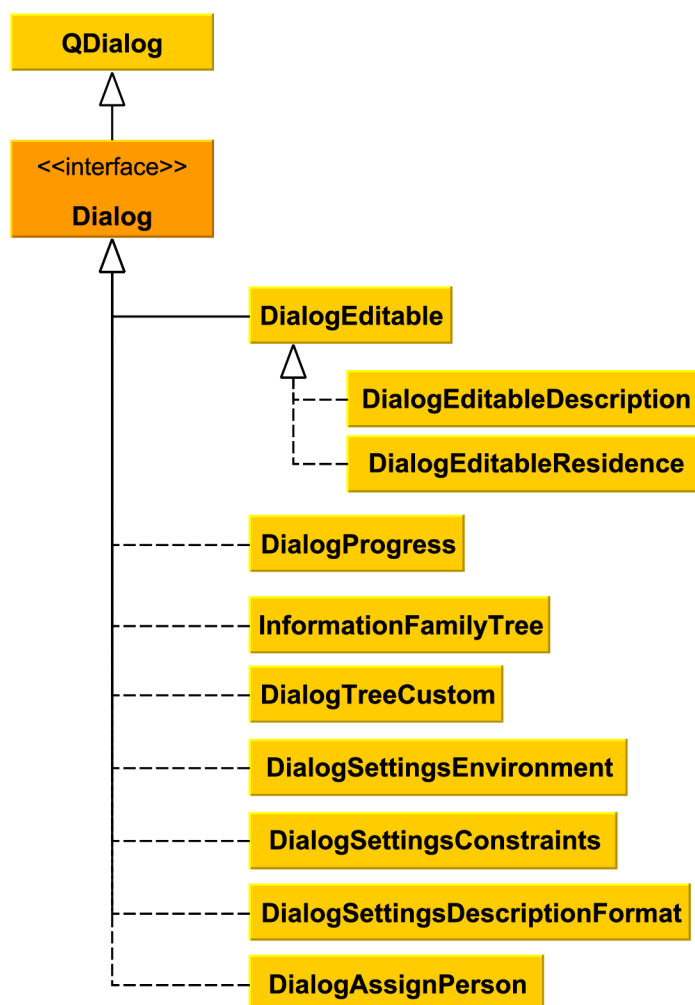 QDialog
<<interface>>
Dialog
DialogEditable
DialogEditableDescription
DialogEditableResidence
DialogProgress
InformationFamilyTree
DialogTreeCustom
DialogSettingsEnvironment
DialogSettingsConstraints
DialogSettingsDescriptionFormat
DialogAssignPerson